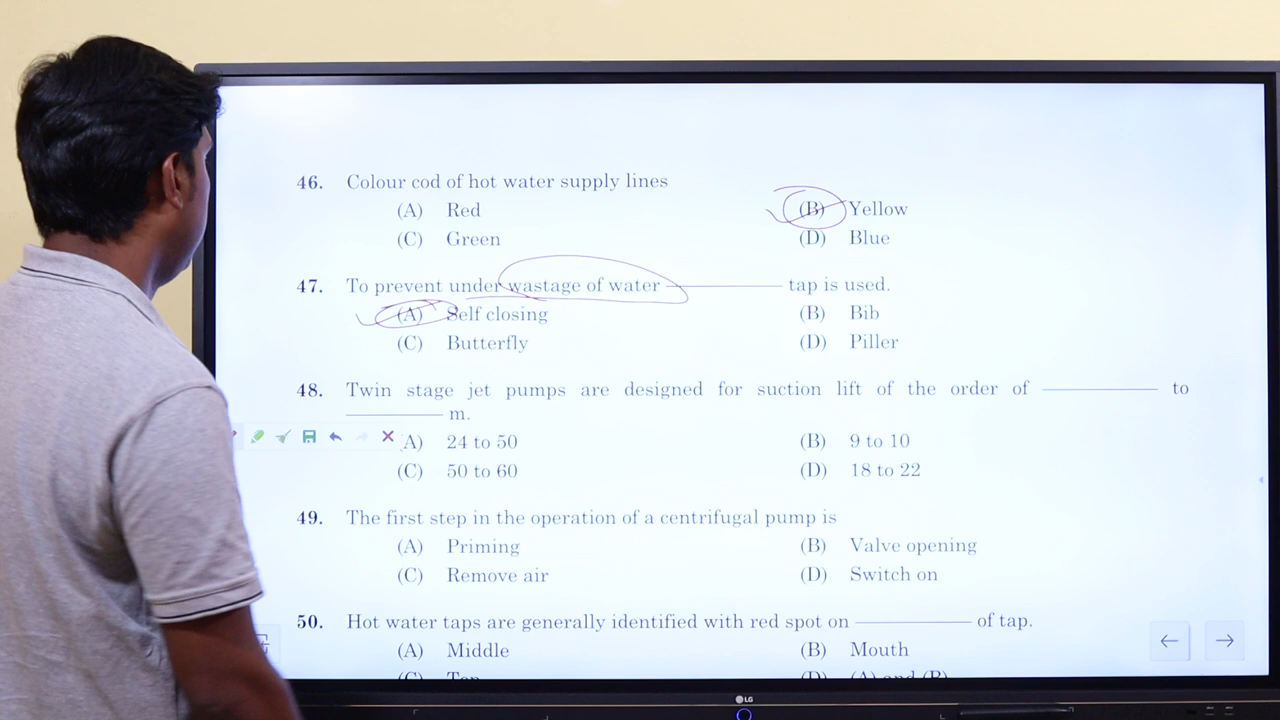 46. Colour cod of hot water supply lines
(A) Red (B) Yellow
(C) Green (D) Blue
47. To prevent under wastage of water ________ tap is used.
(A) Self closing (B) Bib
(C) Butterfly (D) Piller
48. Twin stage jet pumps are designed for suction lift of the order of ________ to
________ m.
A) 24 to 50 (B) 9 to 10
(C) 50 to 60 (D) 18 to 22
49. The first step in the operation of a centrifugal pump is
(A) Priming (B) Valve opening
(C) Remove air (D) Switch on
50. Hot water taps are generally identified with red spot on ________ of tap.
(A) Middle (B) Mouth
(C) Top (D) (A) and (B)
LG